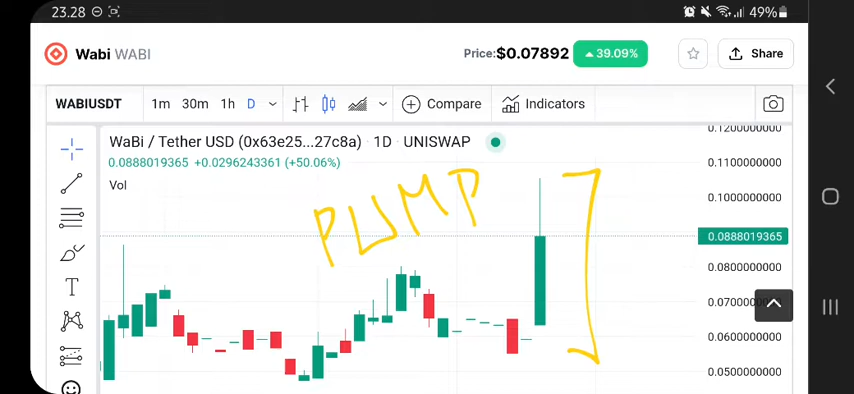 23.28 49%
Wabi WABI Price:$0.07892 39.09% Share
WABIUSDT 1m 30m 1h D Compare Indicators
WaBi / Tether USD (0x63e25...27c8a) · 1D · UNISWAP
0.0888019365 +0.0296243361 (+50.06%)
Vol
PUMP
0.1200000000
0.1100000000
0.1000000000
0.0888019365
0.0800000000
0.0600000000
0.0500000000
T